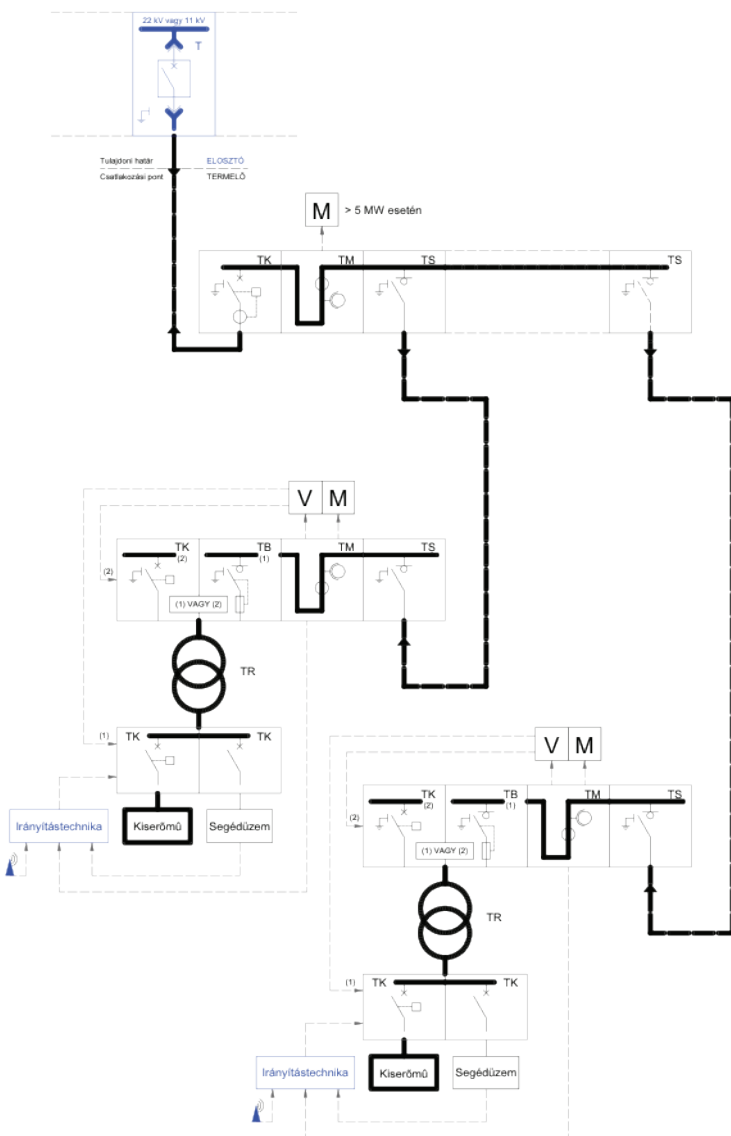 22 kV vagy 11 kV
T
Tulajdoni határ
ELOSZTÓ
Csatlakozási pont
TERMELŐ
M
> 5 MW esetén
TK
TM
TS
TS
V
M
TK
(2)
TB
(1)
TM
TS
(2)
(1) VAGY (2)
TR
(1)
TK
TK
Irányítástechnika
Kiserőmű
Segédüzem
V
M
TK
(2)
TB
(1)
TM
TS
(2)
(1) VAGY (2)
TR
(1)
TK
TK
Irányítástechnika
Kiserőmű
Segédüzem